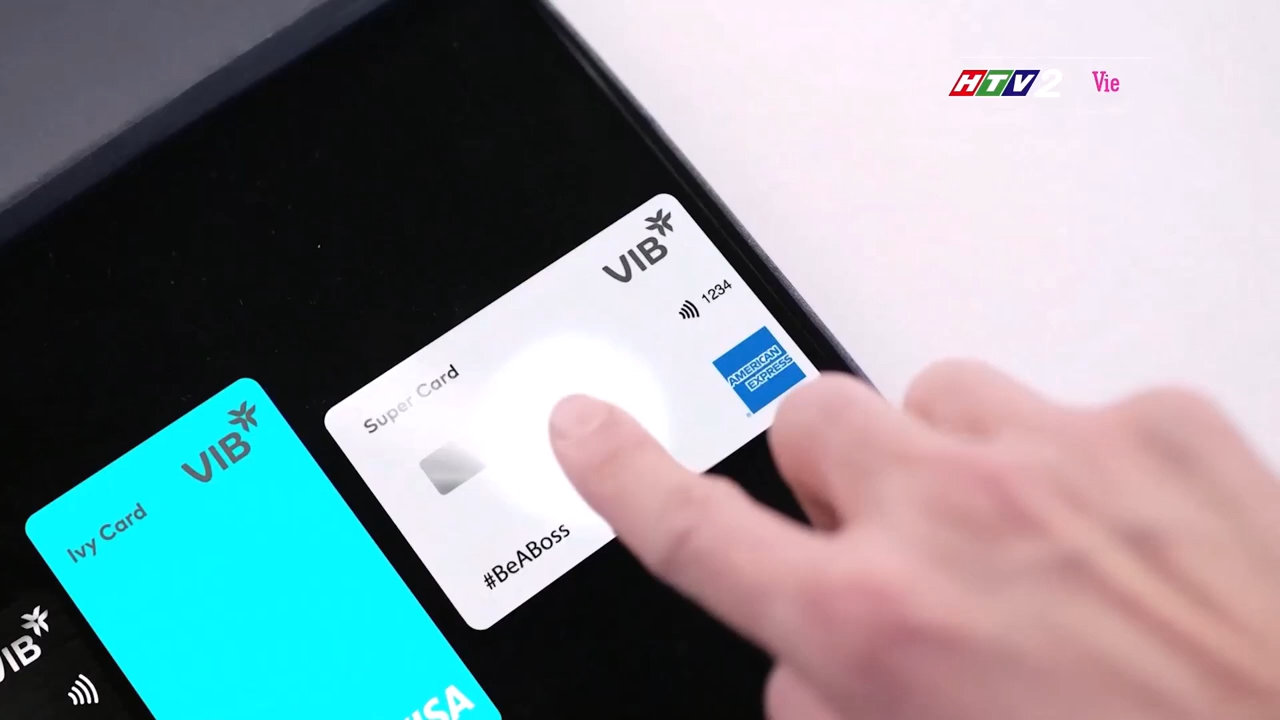 HTV2
Vie
VIB
1234
Super Card
AMERICAN
EXPRESS
#BeABoss
VIB
Ivy Card
VISA
VIB